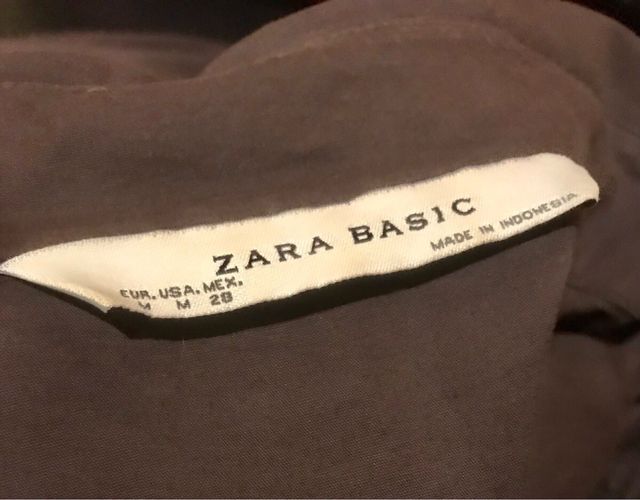 ZARA BASIC
MADE IN INDONESIA
EUR. USA. MEX.
M M 28